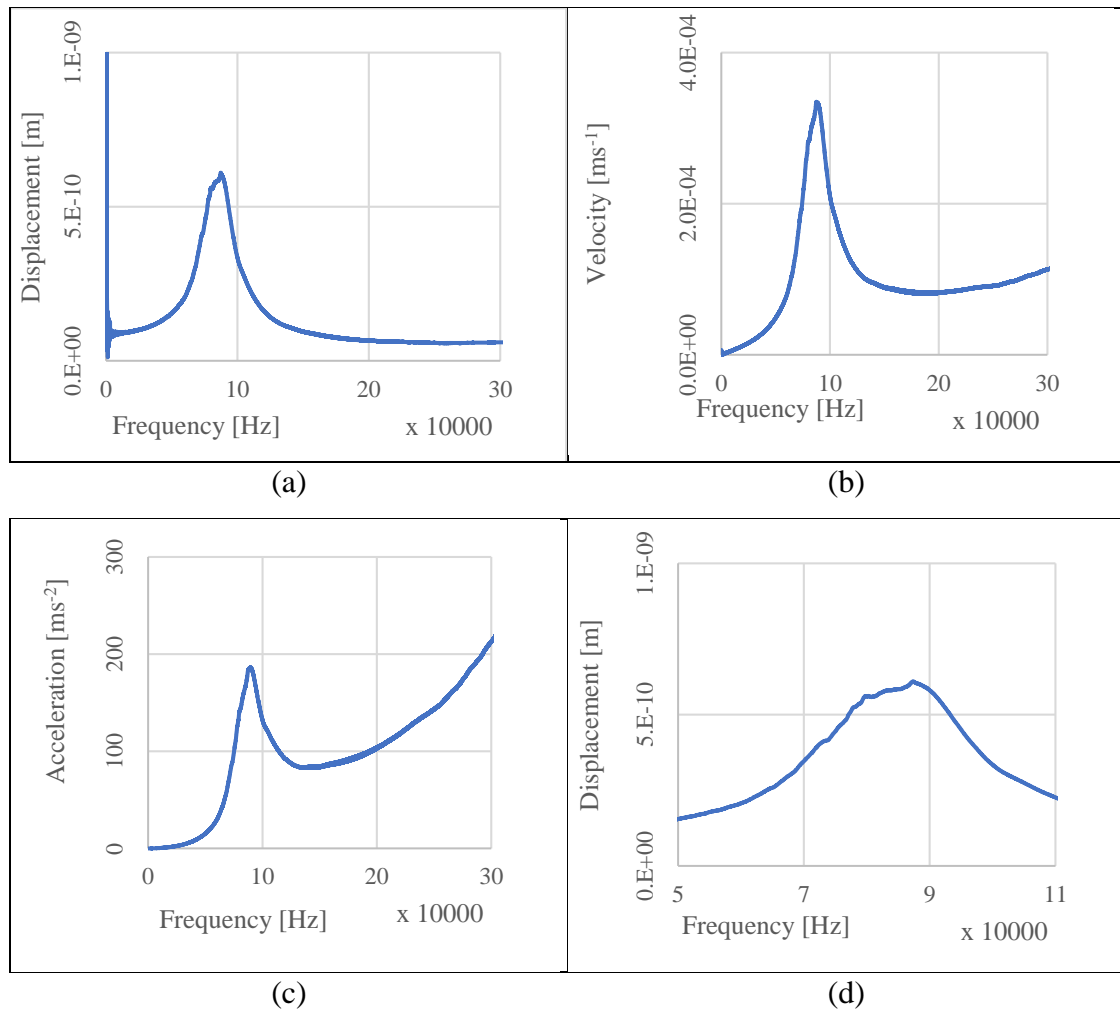 1.E-09
5.E-10
0.E+00
Displacement [m]
0 10 20 30
Frequency [Hz] x 10000
(a)
4.0E-04
2.0E-04
0.0E+00
Velocity [ms-1]
0 10 20 30
Frequency [Hz]
x 10000
(b)
300
200
100
0
Acceleration [ms-2]
0 10 20 30
Frequency [Hz] x 10000
(c)
1.E-09
5.E-10
0.E+00
Displacement [m]
5 7 9 11
Frequency [Hz] x 10000
(d)